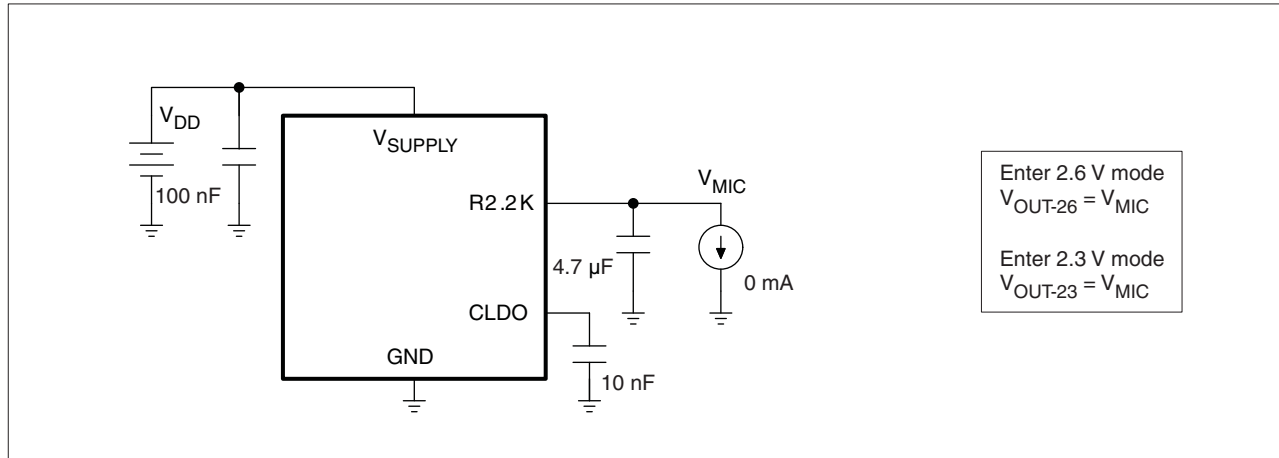 V_DD
100 nF
V_SUPPLY
R2.2K
CLDO
GND
4.7 µF
V_MIC
0 mA
10 nF
Enter 2.6 V mode
V_OUT-26 = V_MIC
Enter 2.3 V mode
V_OUT-23 = V_MIC